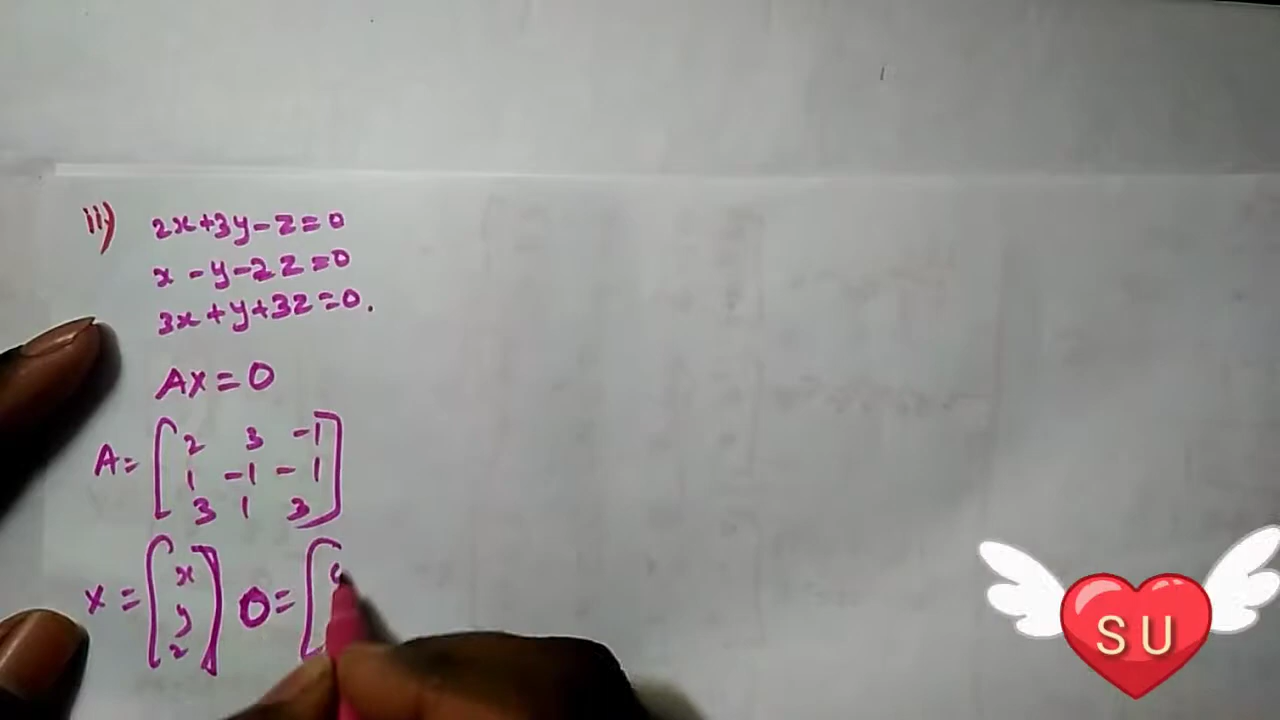 ii) 2x+3y-z=0
x-y-2z=0
3x+y+3z=0.
AX=0
A= [ 2 3 -1
1 -1 -1
3 1 3 ]
X= [ x
y
z ] 0= [
S U